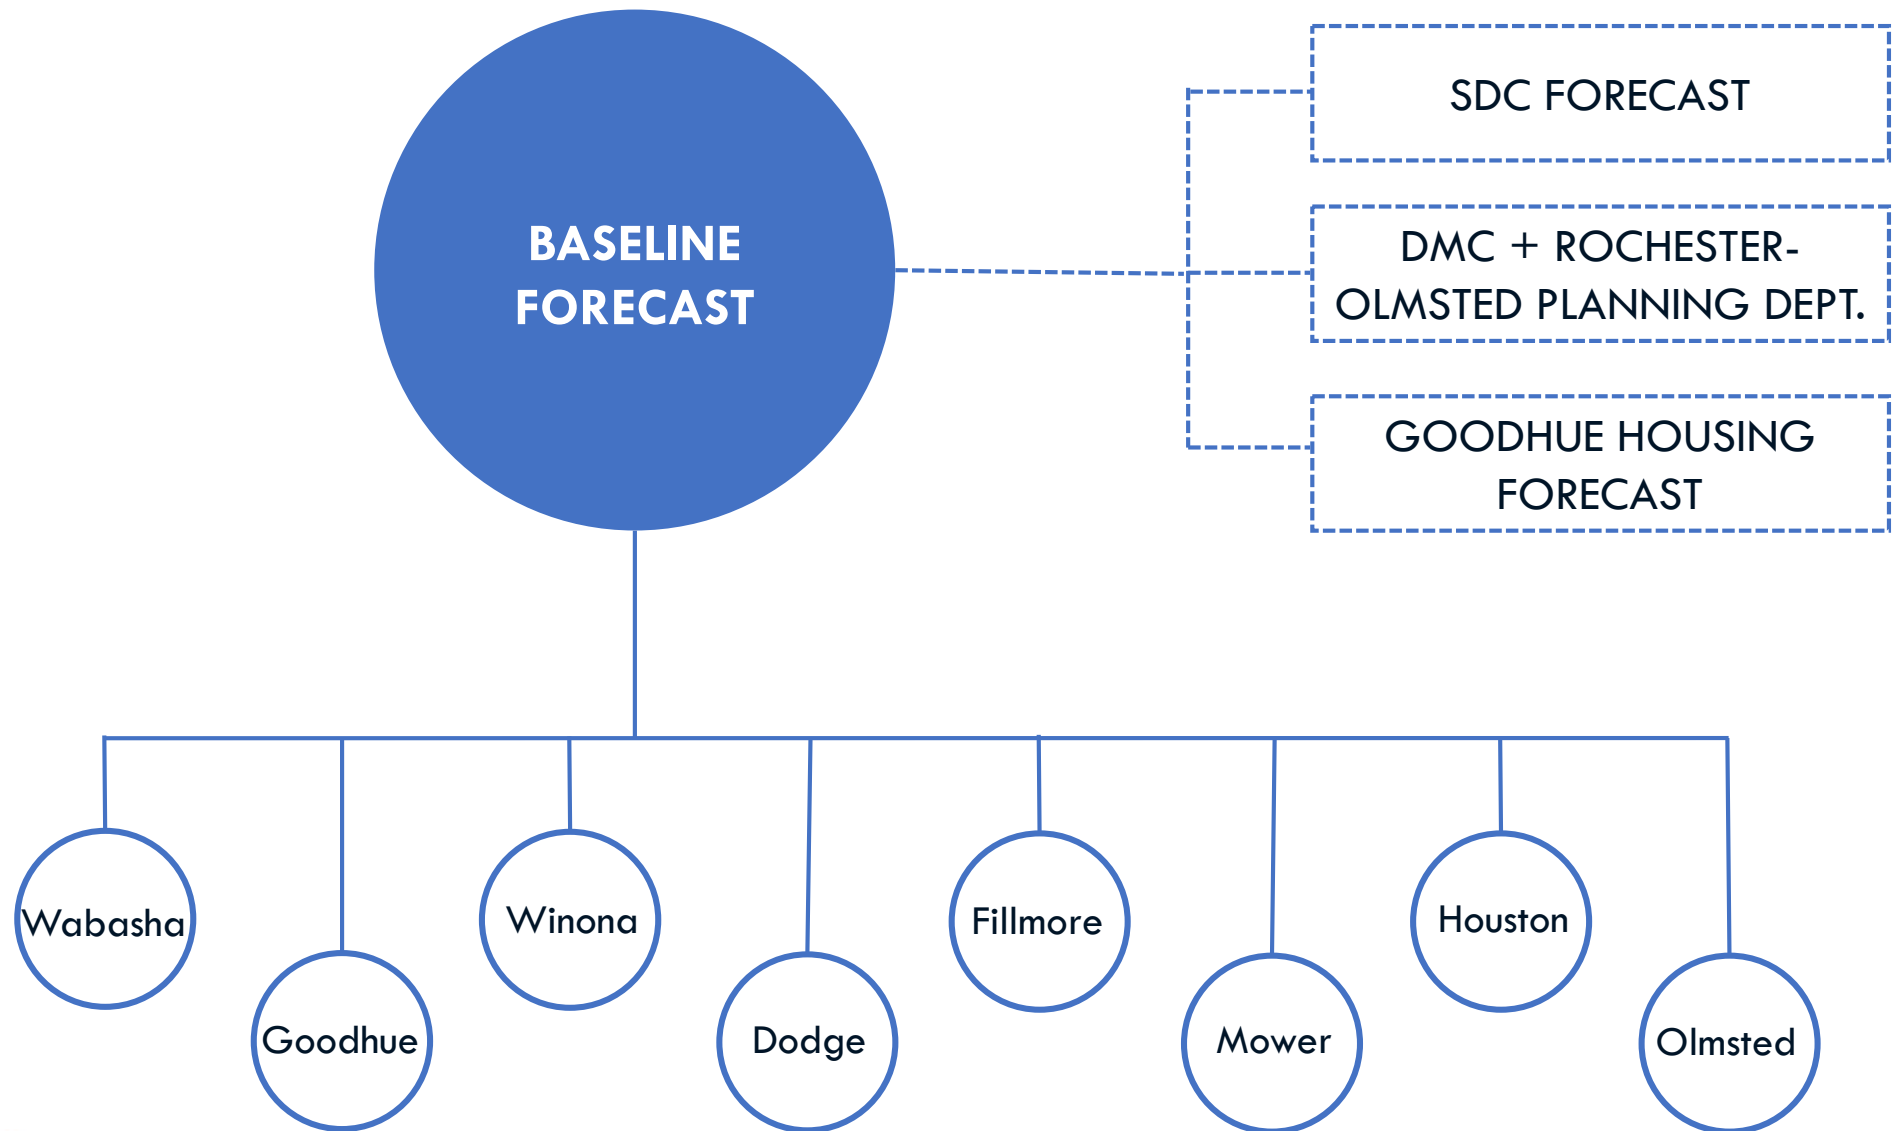 BASELINE
FORECAST
SDC FORECAST
DMC + ROCHESTER-
OLMSTED PLANNING DEPT.
GOODHUE HOUSING
FORECAST
Wabasha
Goodhue
Winona
Dodge
Fillmore
Mower
Houston
Olmsted